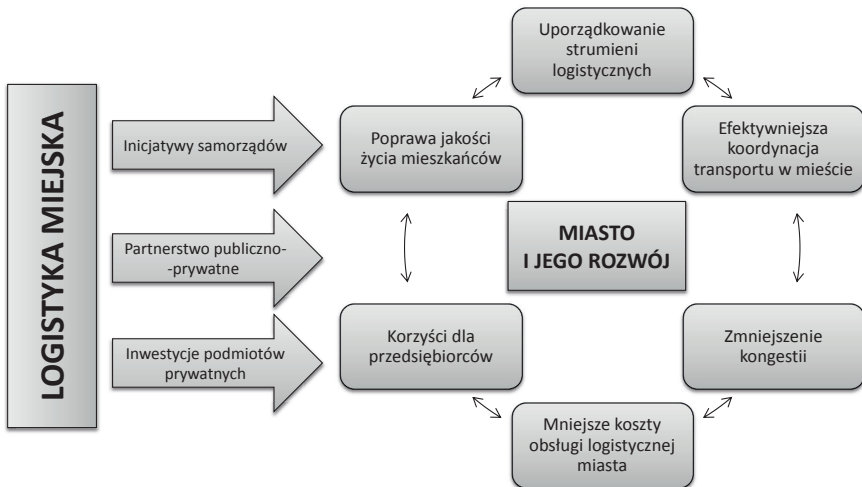 LOGISTYKA MIEJSKA
Inicjatywy samorządów
Partnerstwo publiczno-
-prywatne
Inwestycje podmiotów
prywatnych
Uporządkowanie
strumieni
logistycznych
Poprawa jakości
życia mieszkańców
Efektywniejsza
koordynacja
transportu w mieście
MIASTO
I JEGO ROZWÓJ
Korzyści dla
przedsiębiorców
Zmniejszenie
kongestii
Mniejsze koszty
obsługi logistycznej
miasta